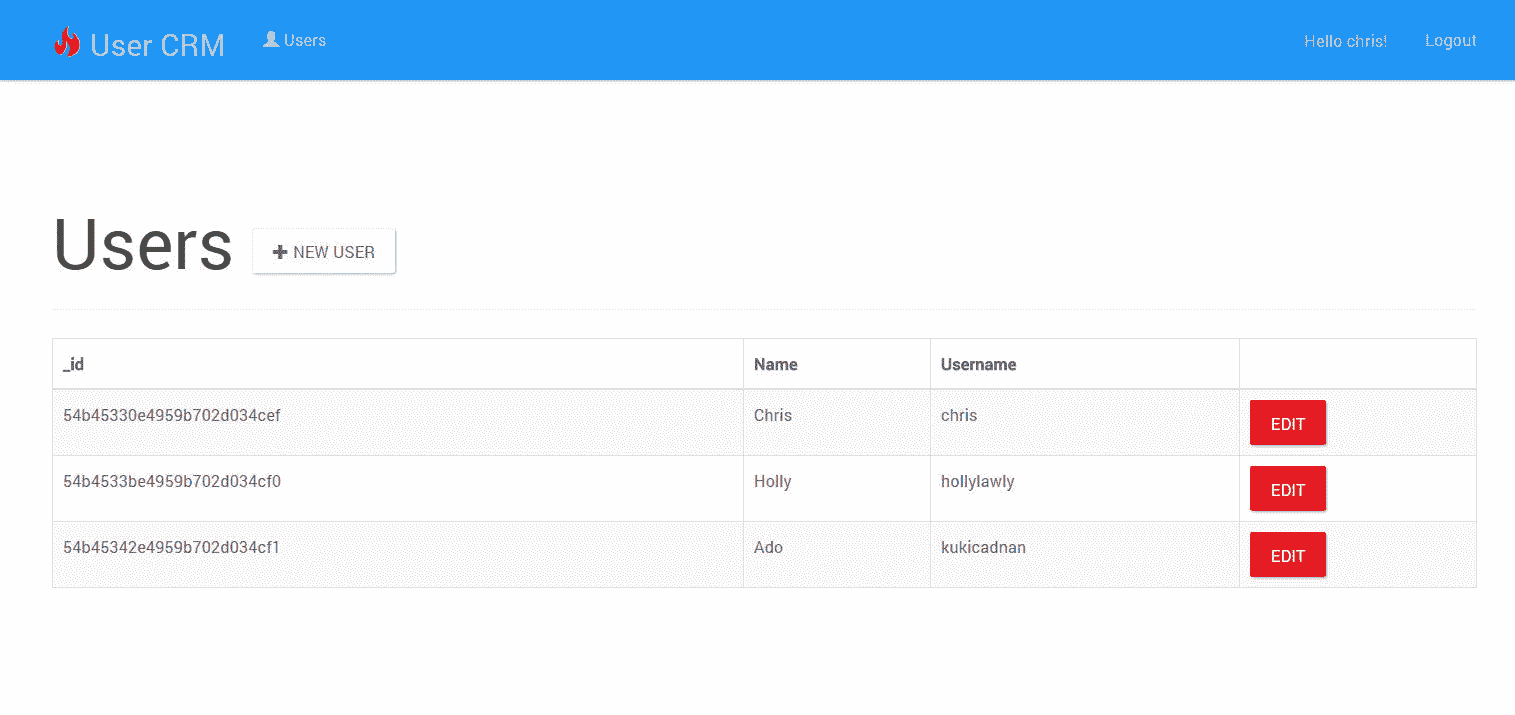 User CRM Users Hello chris! Logout
Users + NEW USER
_id Name Username
54b45330e4959b702d034cef Chris chris EDIT
54b4533be4959b702d034cf0 Holly hollylawly EDIT
54b45342e4959b702d034cf1 Ado kukicadnan EDIT